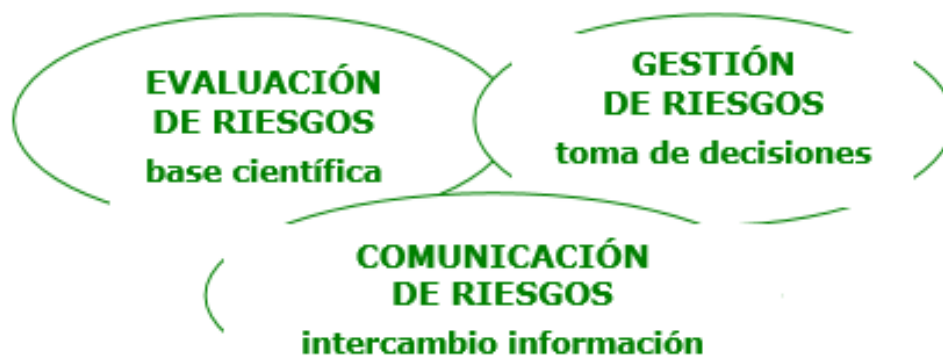 EVALUACIÓN
DE RIESGOS
base científica
GESTIÓN
DE RIESGOS
toma de decisiones
COMUNICACIÓN
DE RIESGOS
intercambio información